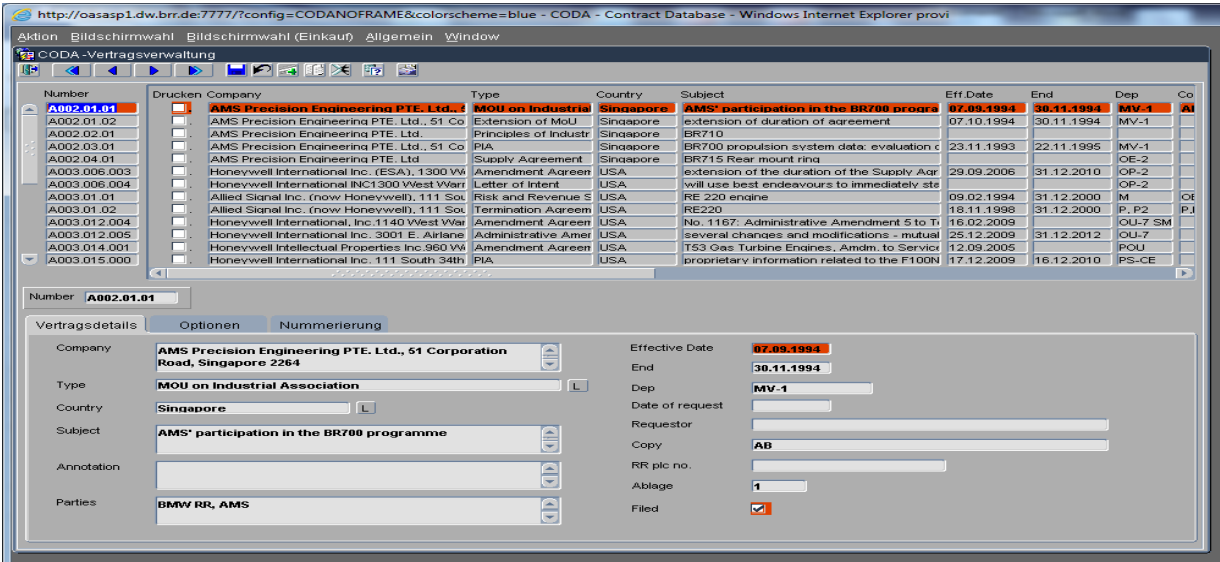 http://oasasp1.dw.brr.de:7777/?config=CODANOFRAME&colorscheme=blue - CODA - Contract Database - Windows Internet Explorer provi
Aktion Bildschirmwahl Bildschirmwahl (Einkauf) Allgemein Window
CODA-Vertragsverwaltung
Number Drucken Company Type Country Subject Eff.Date End Dep Co
A002.01.01 AMS Precision Engineering PTE. Ltd., MOU on Industrial Singapore AMS' participation in the BR700 progra 07.09.1994 30.11.1994 MV-1
A002.01.02 AMS Precision Engineering PTE. Ltd., 51 Co Extension of MoU Singapore extension of duration of agreement 07.10.1994 30.11.1994 MV-1
A002.02.01 AMS Precision Engineering PTE. Ltd. Principles of Industr Singapore BR710
A002.03.01 AMS Precision Engineering PTE. Ltd., 51 Co PIA Singapore BR700 propulsion system data: evaluation 23.11.1993 22.11.1995 MV-1
A002.04.01 AMS Precision Engineering PTE. Ltd Supply Agreement Singapore BR715 Rear mount ring OE-2
A003.006.003 Honeywell International Inc. (ESA), 1300 W Amendment Agreem USA extension of the duration of the Supply Agr 29.09.2006 31.12.2010 OP-2
A003.006.004 Honeywell International INC1300 West Warr Letter of Intent USA will use best endeavours to immediately ste OP-2
A003.01.01 Allied Signal Inc. (now Honeywell), 111 Sou Risk and Revenue S USA RE 220 engine 09.02.1994 31.12.2000 M
A003.01.02 Allied Signal Inc. (now Honeywell), 111 Sou Termination Agreem USA RE220 18.11.1998 31.12.2000 P, P2
A003.012.004 Honeywell International, Inc.1140 West War Amendment Agreem USA No. 1167: Administrative Amendment 5 to T 16.02.2009 OU-7 SM
A003.012.005 Honeywell International Inc. 3001 E. Airlane Administrative Amer USA several changes and modifications - mutual 25.12.2009 31.12.2012 OU-7
A003.014.001 Honeywell Intellectual Properties Inc.960 W Amendment Agreem USA T53 Gas Turbine Engines, Amdm. to Service 12.09.2005 POU
A003.015.000 Honeywell International Inc. 111 South 34th PIA USA proprietary information related to the F100N 17.12.2009 16.12.2010 PS-CE
Number A002.01.01
Vertragsdetails Optionen Nummerierung
Company AMS Precision Engineering PTE. Ltd., 51 Corporation
Road, Singapore 2264
Type MOU on Industrial Association L
Country Singapore L
Subject AMS' participation in the BR700 programme
Annotation
Parties BMW RR, AMS
Effective Date 07.09.1994
End 30.11.1994
Dep MV-1
Date of request
Requestor
Copy AB
RR plc no.
Ablage 1
Filed